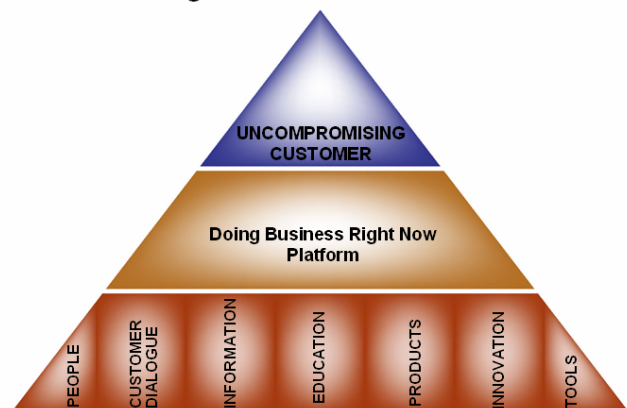 UNCOMPROMISING
CUSTOMER
Doing Business Right Now
Platform
PEOPLE
CUSTOMER
DIALOGUE
INFORMATION
EDUCATION
PRODUCTS
INNOVATION
TOOLS